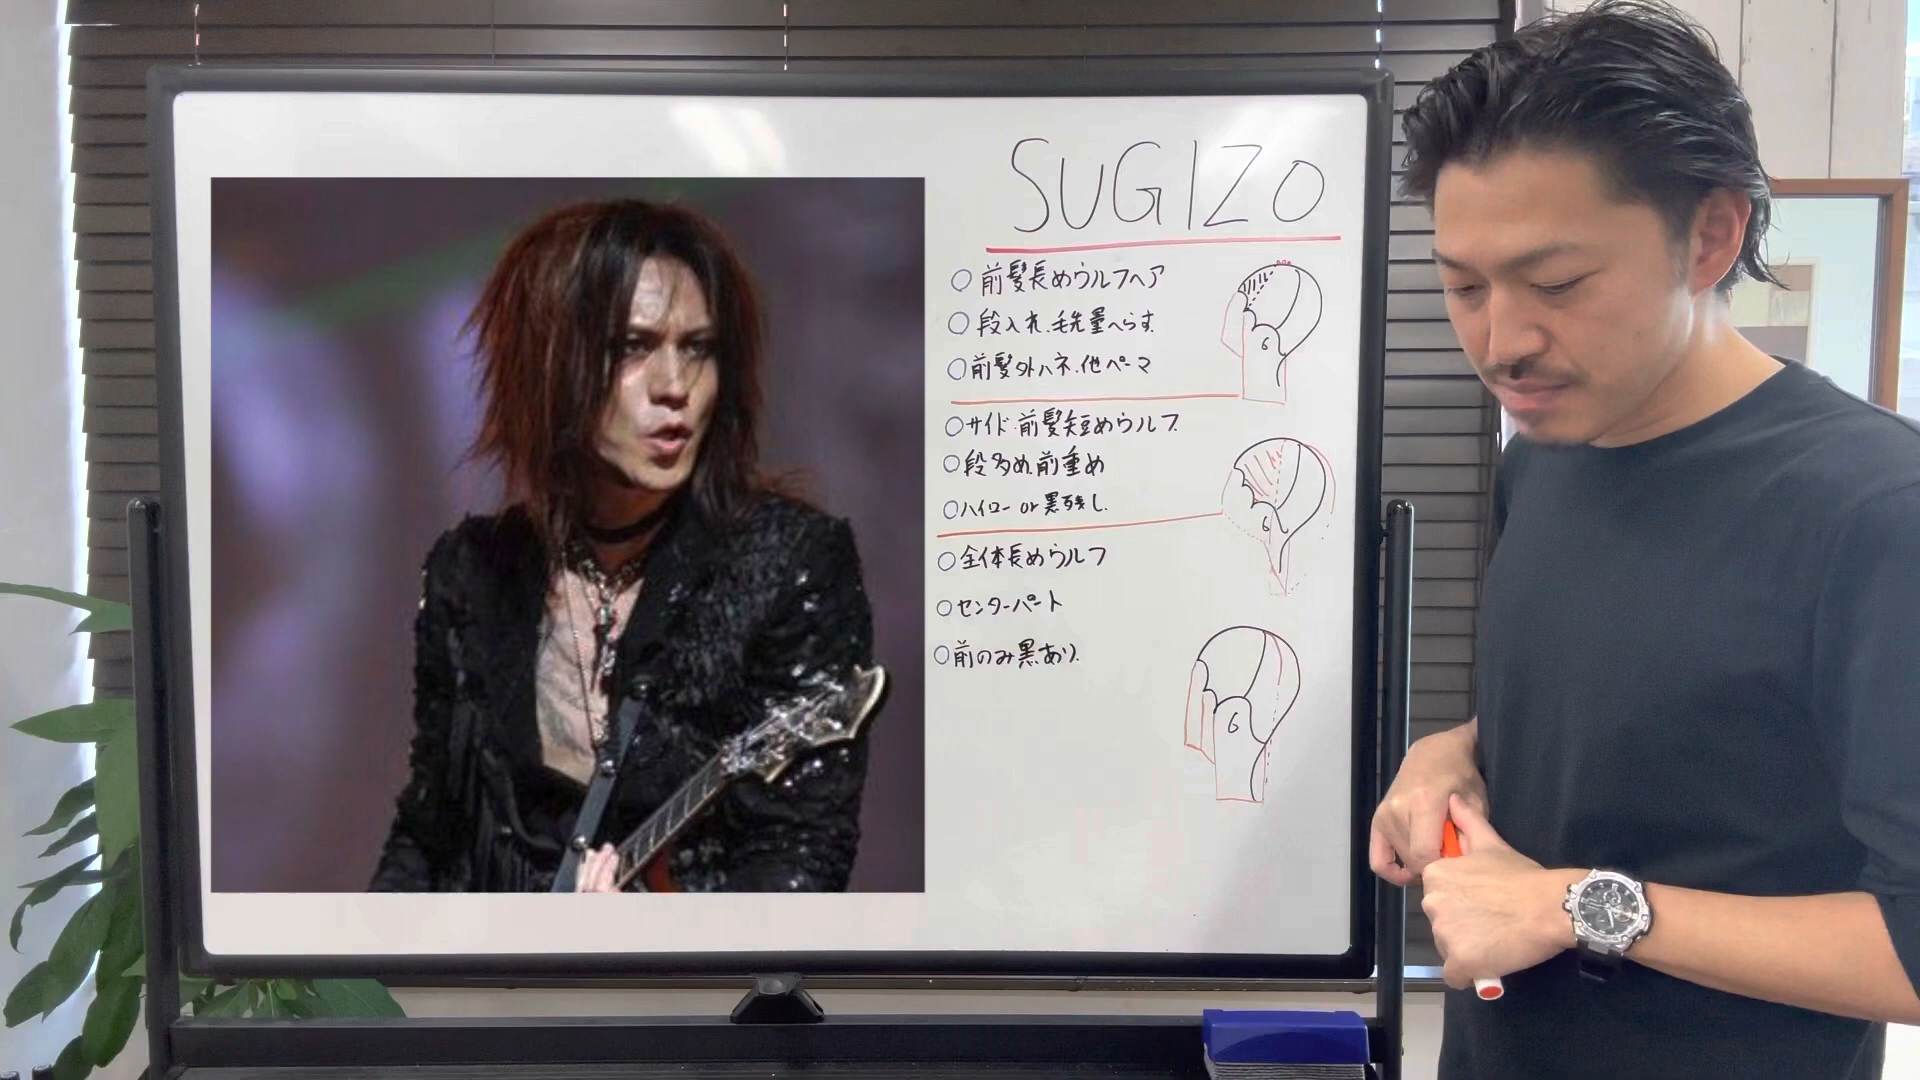 SUGIZO
○前髪長めウルフヘア
○段入れ.毛先量へらす.
○前髪外ハネ.他パーマ
○サイド.前髪短めウルフ.
○段多め.前重め
○ハイロー or 黒残し.
○全体長めウルフ
○センターパート
○前のみ黒あり.
6
6
6